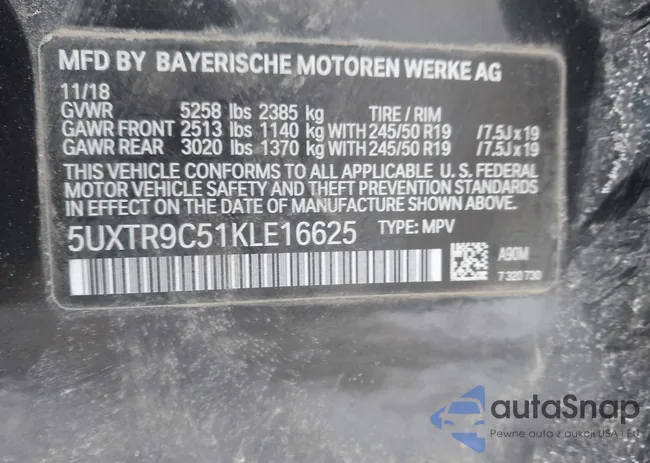 MFD BY BAYERISCHE MOTOREN WERKE AG
11/18
GVWR 5258 lbs 2385 kg TIRE / RIM
GAWR FRONT 2513 lbs 1140 kg WITH 245/50 R19 /7.5J x 19
GAWR REAR 3020 lbs 1370 kg WITH 245/50 R19 /7.5J x 19
THIS VEHICLE CONFORMS TO ALL APPLICABLE U. S. FEDERAL
MOTOR VEHICLE SAFETY AND THEFT PREVENTION STANDARDS
IN EFFECT ON THE DATE OF MANUFACTURE SHOWN ABOVE.
5UXTR9C51KLE16625 TYPE: MPV
A90M
7 320 730
autoSnap
Pewne auta z aukcji USA i EU